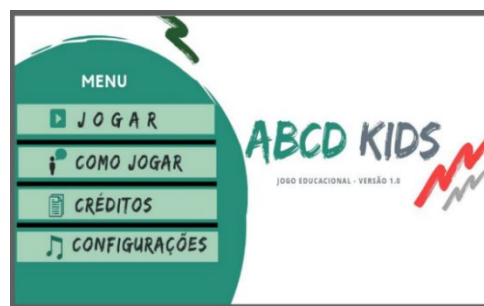 MENU
JOGAR
COMO JOGAR
CRÉDITOS
CONFIGURAÇÕES
ABCD KIDS
JOGO EDUCACIONAL - VERSÃO 1.0